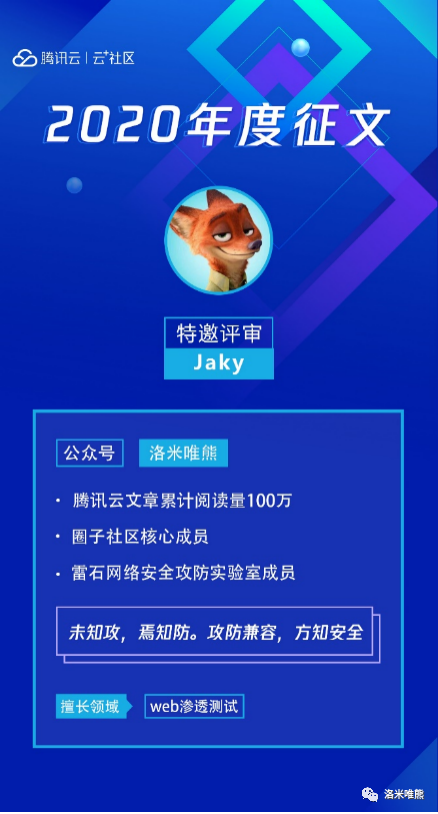 腾讯云 | 云+社区
2020年度征文
特邀评审
Jaky
公众号 洛米唯熊
• 腾讯云文章累计阅读量100万
• 圈子社区核心成员
• 雷石网络安全攻防实验室成员
未知攻，焉知防。攻防兼容，方知安全
擅长领域 web渗透测试
洛米唯熊